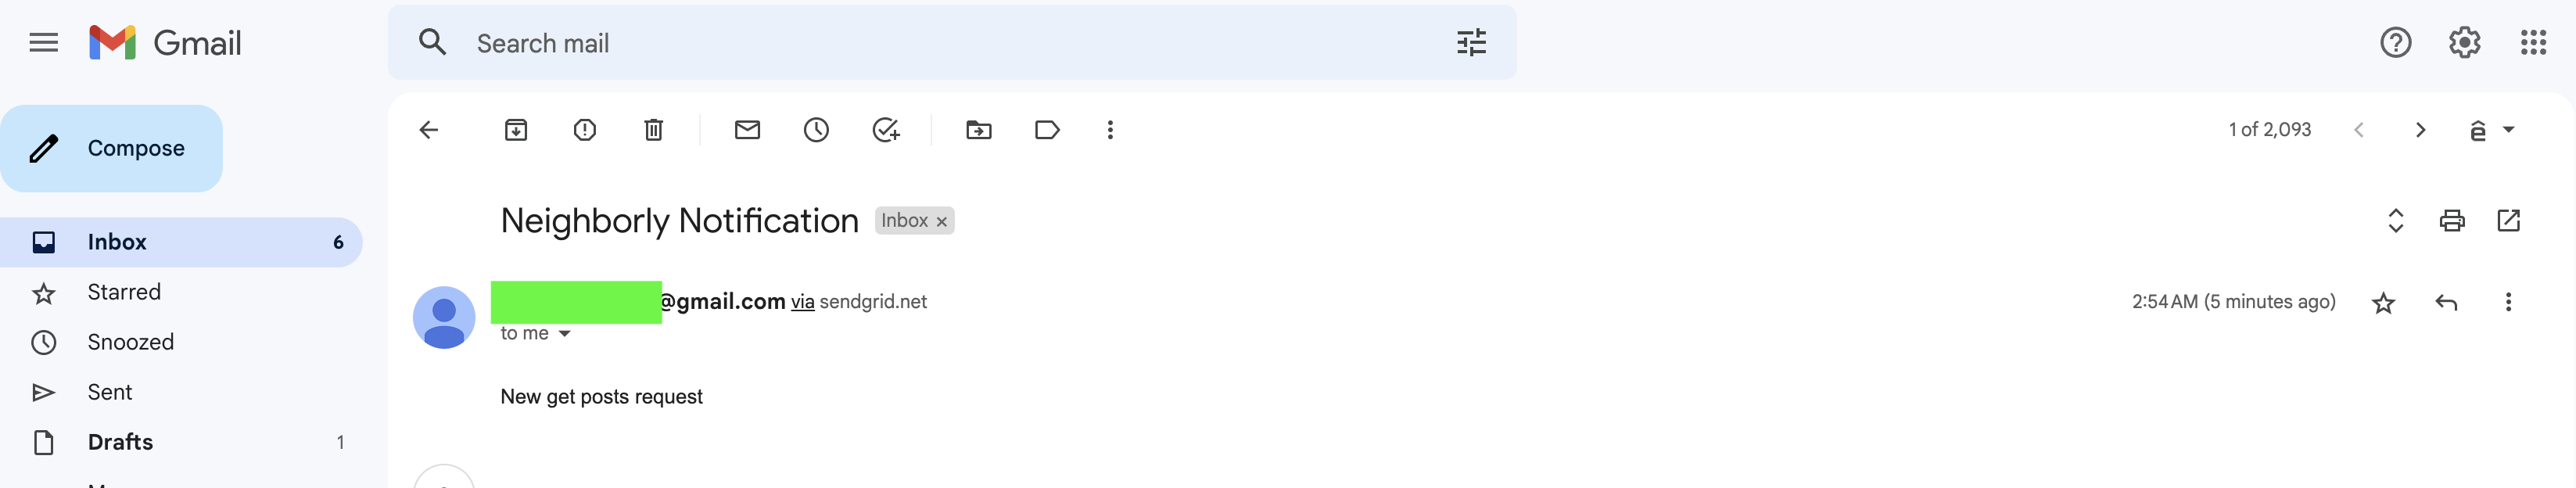 Gmail
Search mail
Compose
1 of 2,093
Neighborly Notification Inbox x
Inbox 6
@gmail.com via sendgrid.net 2:54 AM (5 minutes ago)
Starred
to me
Snoozed
Sent
New get posts request
Drafts 1